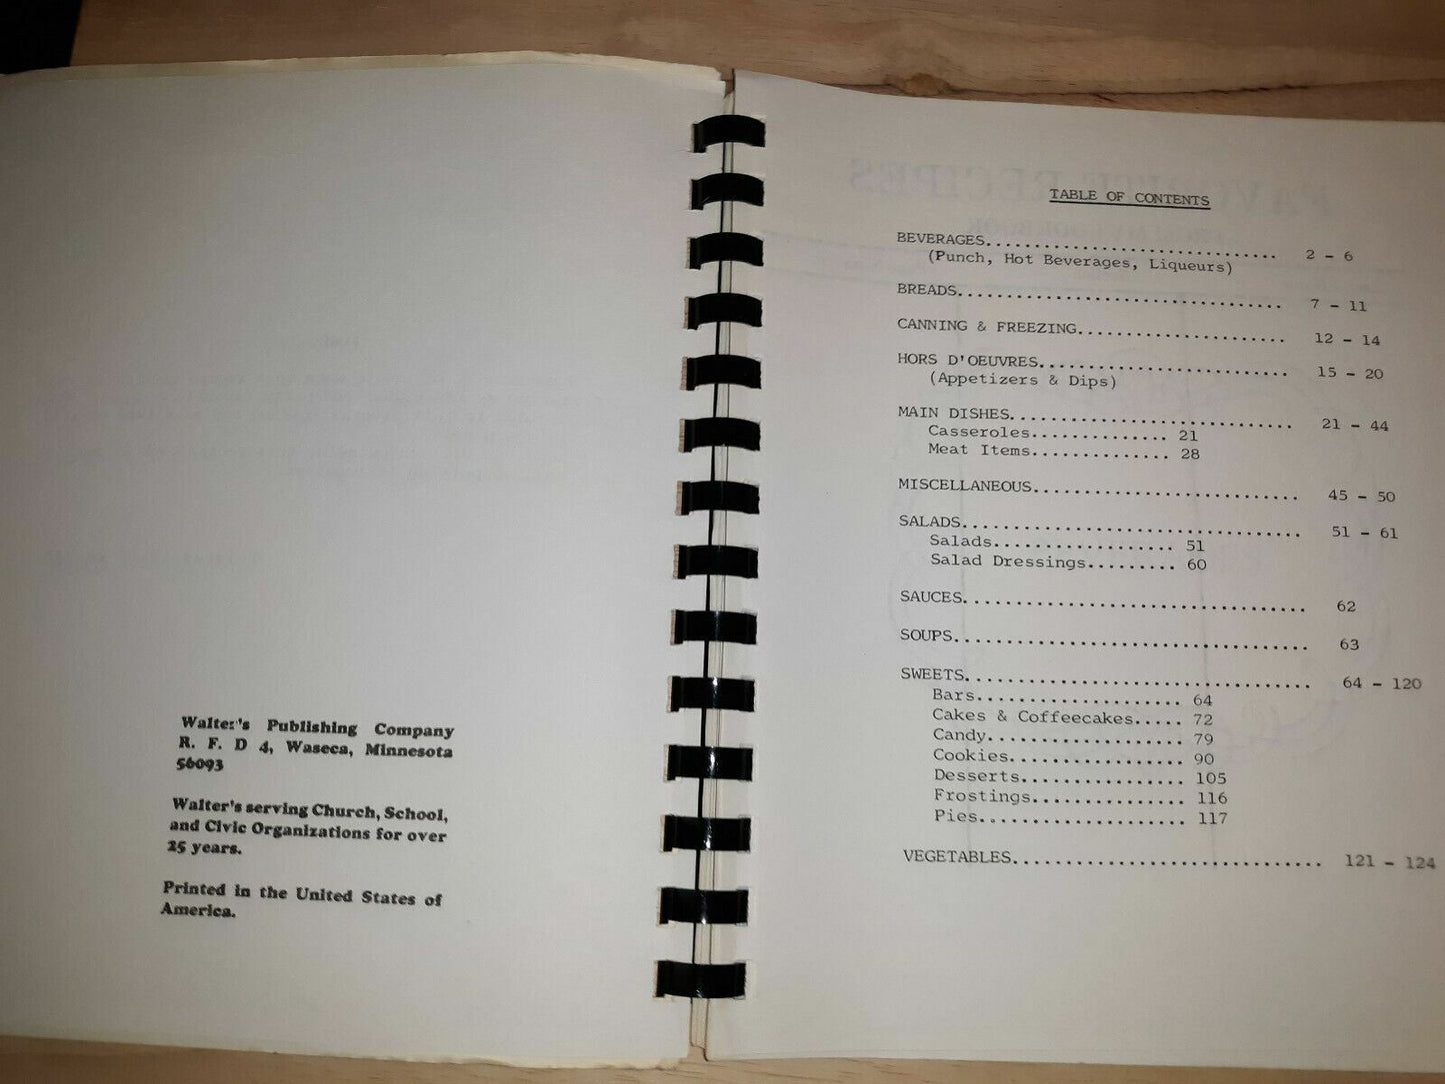 Walter's Publishing Company
R. F. D 4, Waseca, Minnesota
56093
Walter's serving Church, School,
and Civic Organizations for over
25 years.
Printed in the United States of
America.
TABLE OF CONTENTS
BEVERAGES.............................. 2 - 6
(Punch, Hot Beverages, Liqueurs)
BREADS................................. 7 - 11
CANNING & FREEZING..................... 12 - 14
HORS D'OEUVRES......................... 15 - 20
(Appetizers & Dips)
MAIN DISHES............................. 21 - 44
Casseroles.............. 21
Meat Items.............. 28
MISCELLANEOUS........................... 45 - 50
SALADS................................... 51 - 61
Salads.................. 51
Salad Dressings......... 60
SAUCES................................... 62
SOUPS.................................... 63
SWEETS................................... 64 - 120
Bars..................... 64
Cakes & Coffeecakes..... 72
Candy.................... 79
Cookies.................. 90
Desserts................. 105
Frostings................ 116
Pies..................... 117
VEGETABLES............................... 121 - 124